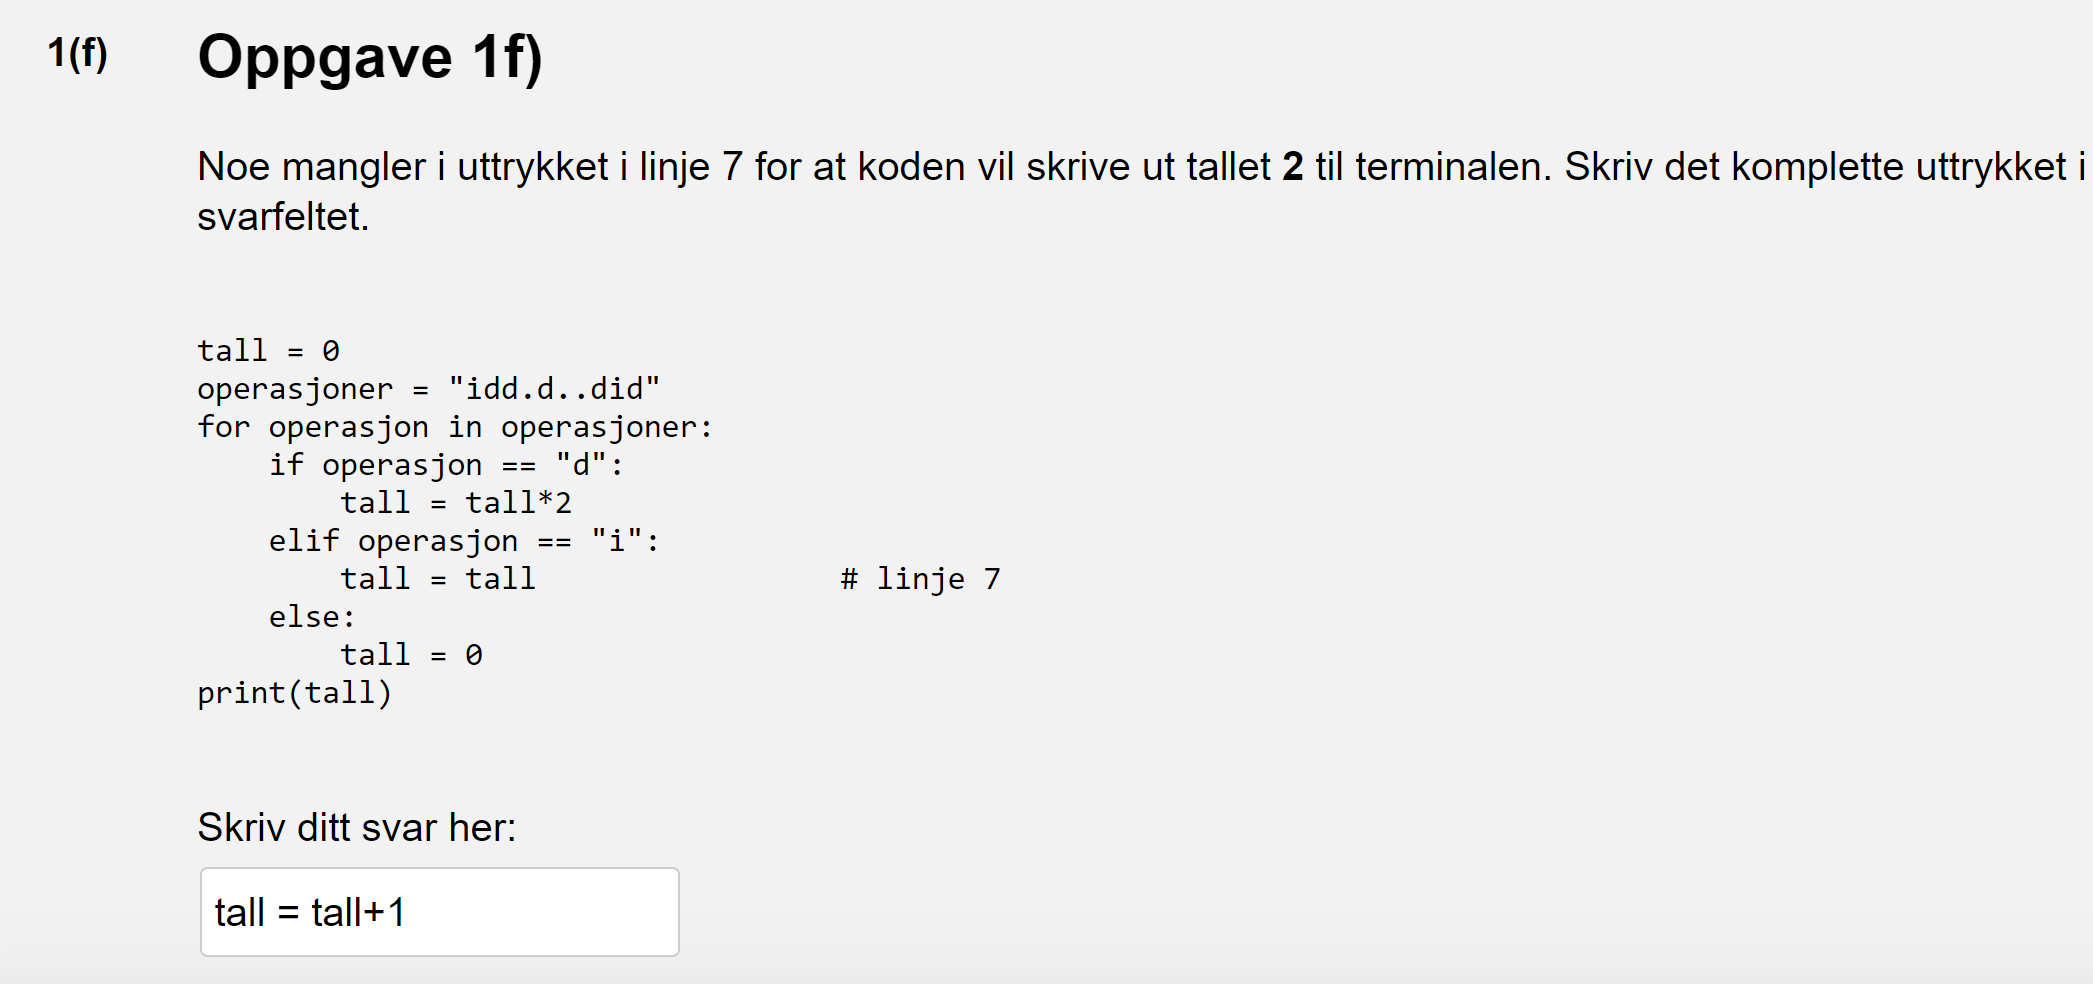 1(f) Oppgave 1f)
Noe mangler i uttrykket i linje 7 for at koden vil skrive ut tallet 2 til terminalen. Skriv det komplette uttrykket i
svarfeltet.
tall = 0
operasjoner = "idd.d..did"
for operasjon in operasjoner:
    if operasjon == "d":
        tall = tall*2
    elif operasjon == "i":
        tall = tall                 # linje 7
    else:
        tall = 0
print(tall)
Skriv ditt svar her:
tall = tall+1